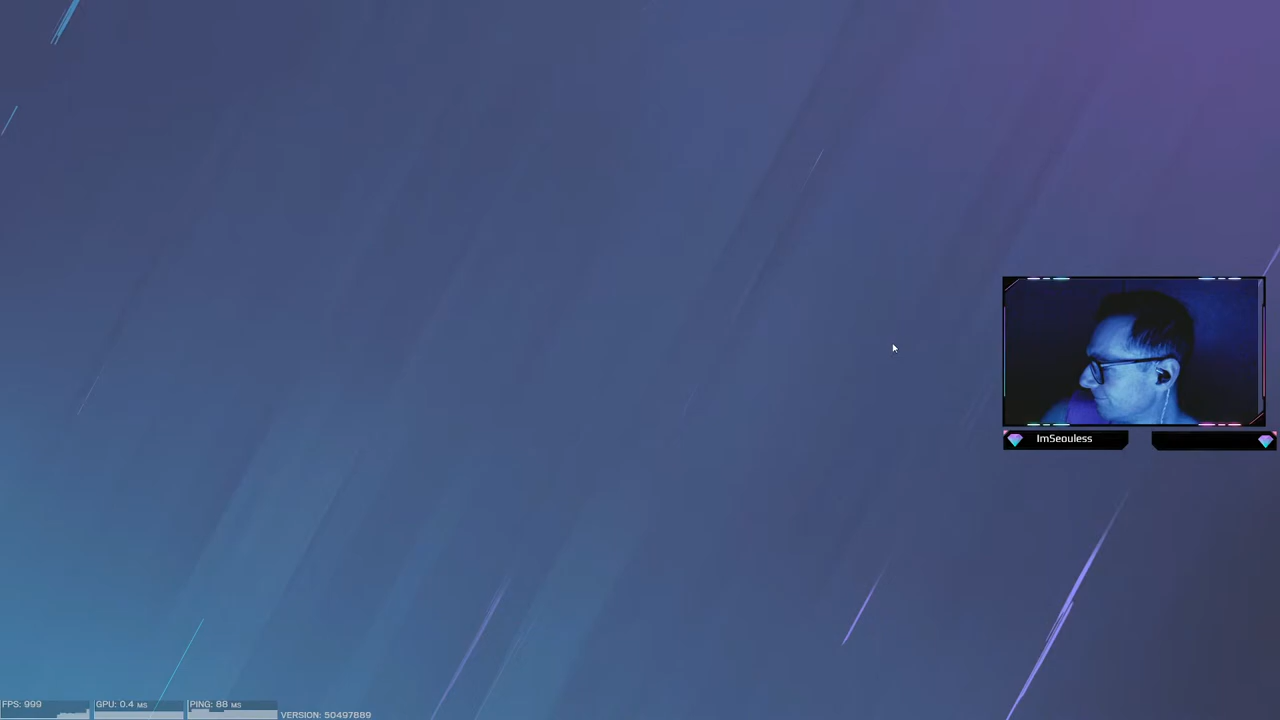 ImSeouless
FPS: 999
GPU: 0.4 MS
PING: 88 MS
VERSION: 50497889